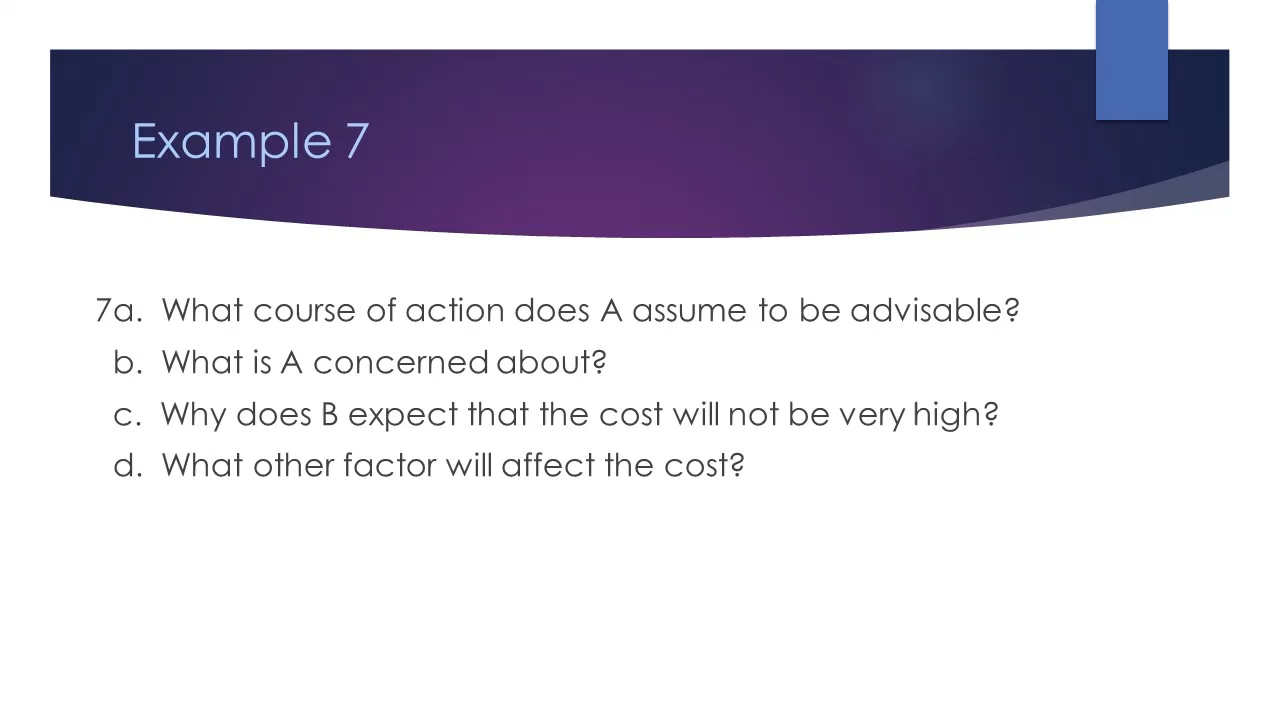 Example 7
7a. What course of action does A assume to be advisable?
b. What is A concerned about?
c. Why does B expect that the cost will not be very high?
d. What other factor will affect the cost?